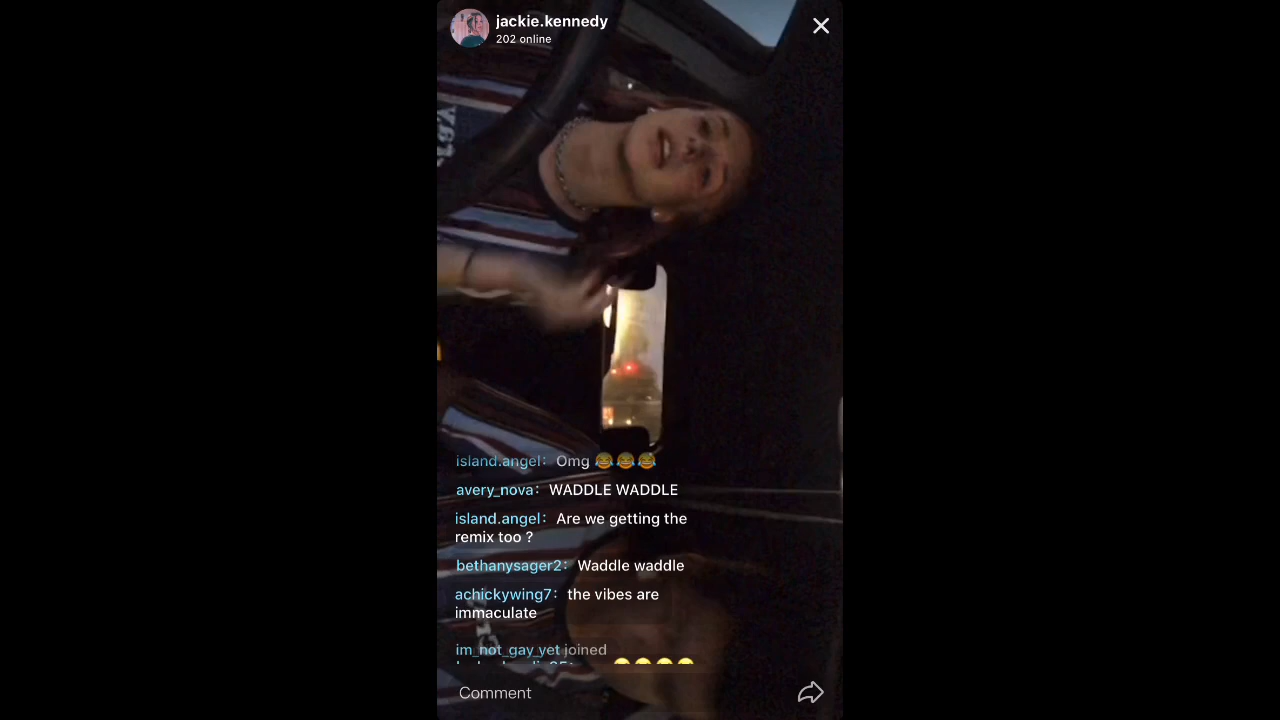 jackie.kennedy
202 online
island.angel: Omg 😂😂😂
avery_nova: WADDLE WADDLE
island.angel: Are we getting the
remix too ?
bethanysager2: Waddle waddle
achickywing7: the vibes are
immaculate
im_not_gay_yet joined
Comment